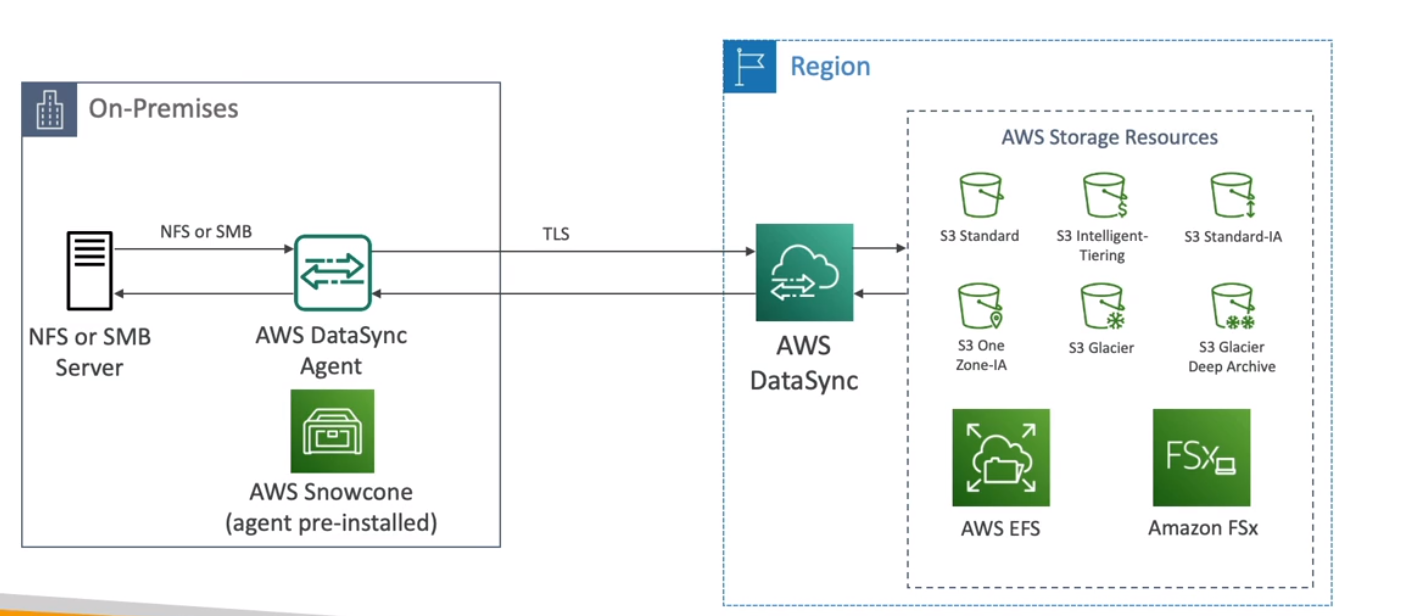 Region
On-Premises
AWS Storage Resources
NFS or SMB
TLS
S3 Standard
S3 Intelligent-
Tiering
S3 Standard-IA
NFS or SMB
Server
AWS DataSync
Agent
AWS
DataSync
S3 One
Zone-IA
S3 Glacier
S3 Glacier
Deep Archive
AWS Snowcone
(agent pre-installed)
FSx
AWS EFS
Amazon FSx